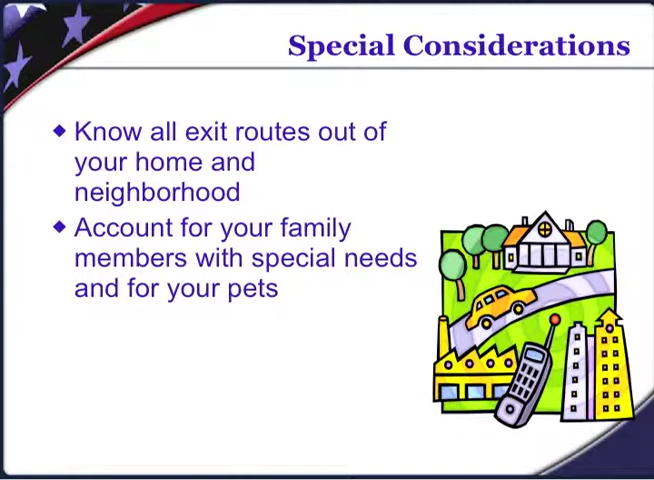 Special Considerations
Know all exit routes out of
your home and
neighborhood
Account for your family
members with special needs
and for your pets